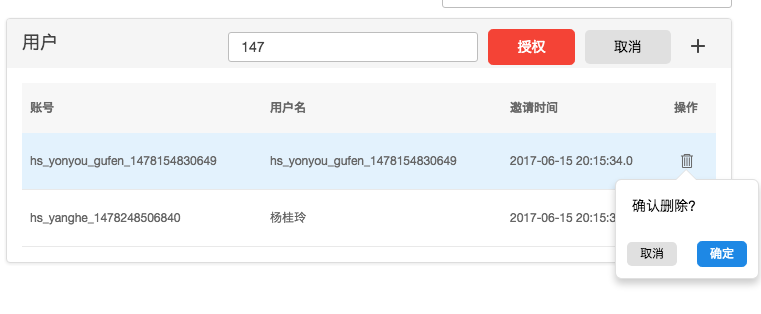 用户
147
授权
取消
账号 用户名 邀请时间 操作
hs_yonyou_gufen_1478154830649 hs_yonyou_gufen_1478154830649 2017-06-15 20:15:34.0
hs_yanghe_1478248506840 杨桂玲 2017-06-15 20:15:3
确认删除?
取消 确定